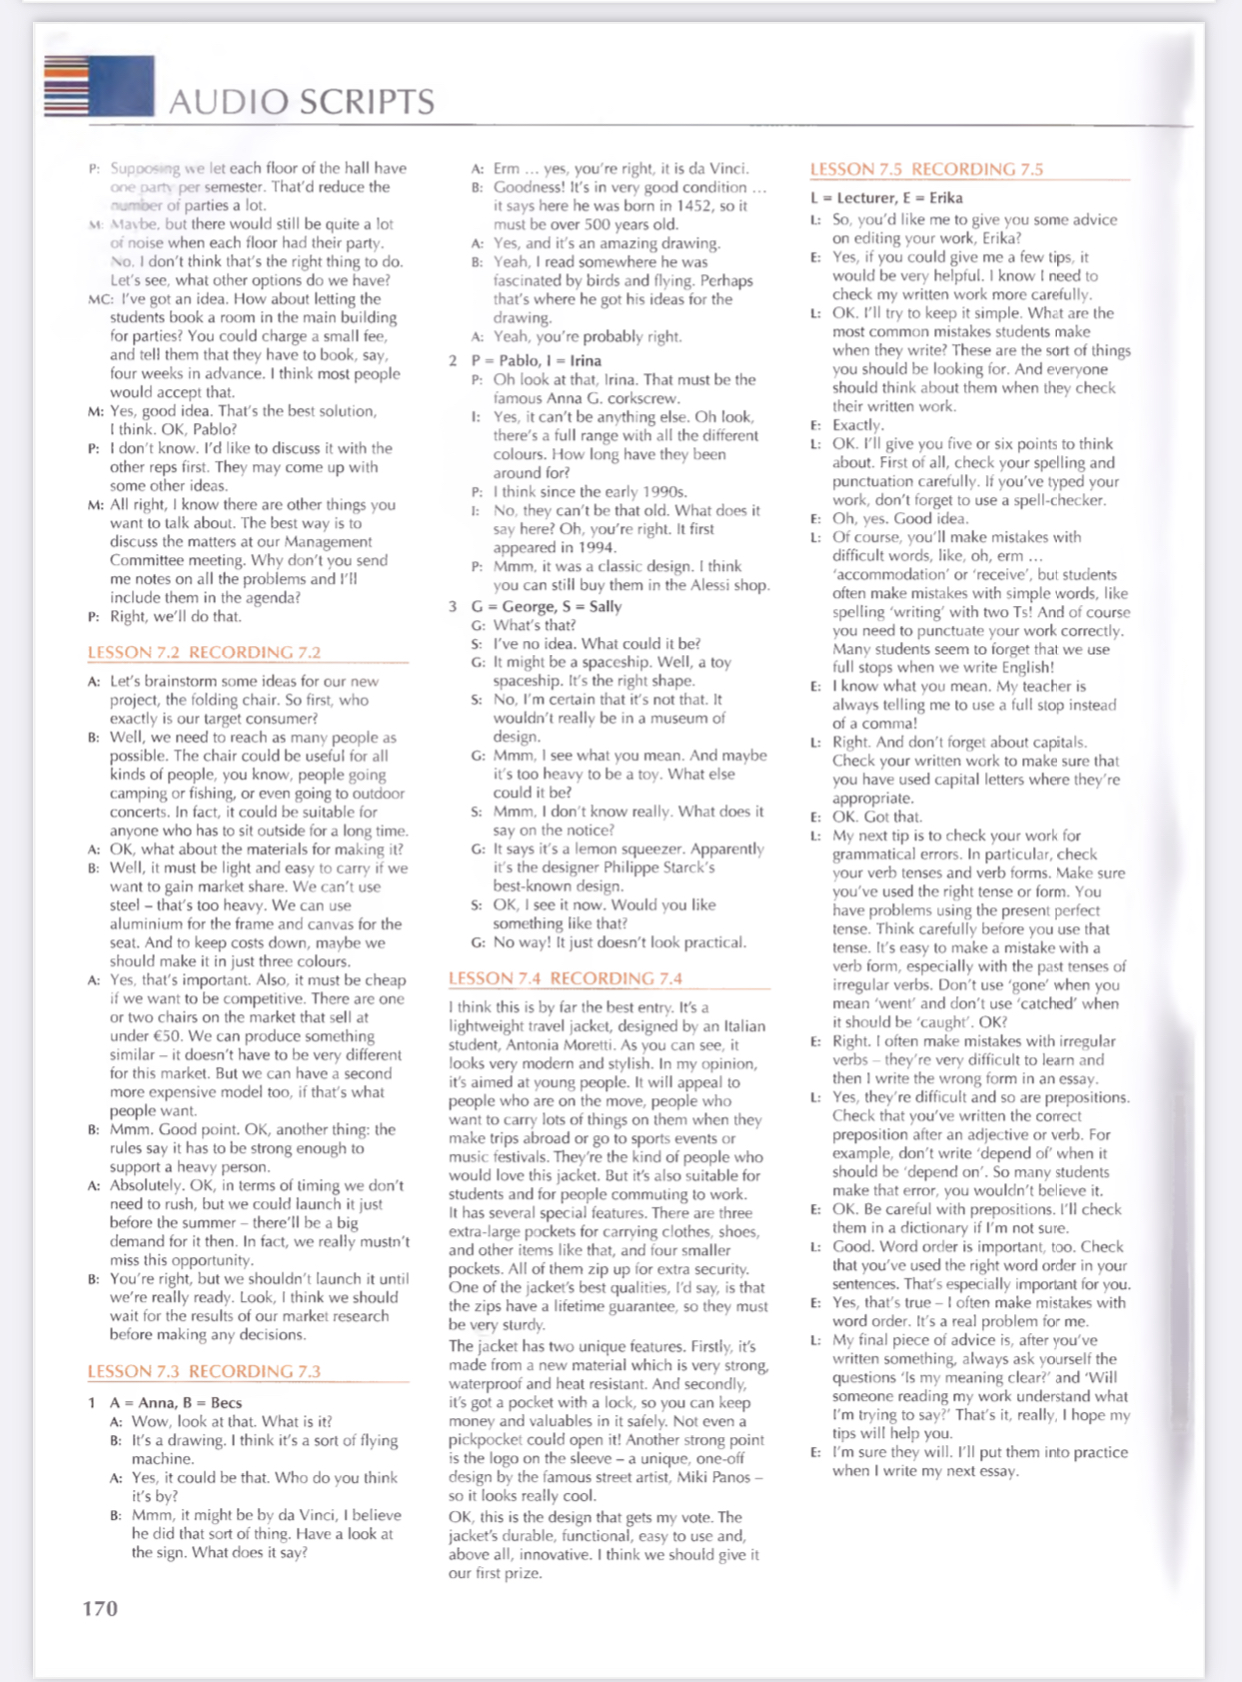 AUDIO SCRIPTS
P: Supposing we let each floor of the hall have
one party per semester. That'd reduce the
number of parties a lot.
M: Maybe, but there would still be quite a lot
of noise when each floor had their party.
No. I don't think that's the right thing to do.
Let's see, what other options do we have?
MC: I've got an idea. How about letting the
students book a room in the main building
for parties? You could charge a small fee,
and tell them that they have to book, say,
four weeks in advance. I think most people
would accept that.
M: Yes, good idea. That's the best solution,
I think. OK, Pablo?
P: I don't know. I'd like to discuss it with the
other reps first. They may come up with
some other ideas.
M: All right, I know there are other things you
want to talk about. The best way is to
discuss the matters at our Management
Committee meeting. Why don't you send
me notes on all the problems and I'll
include them in the agenda?
P: Right, we'll do that.
LESSON 7.2 RECORDING 7.2
A: Let's brainstorm some ideas for our new
project, the folding chair. So first, who
exactly is our target consumer?
B: Well, we need to reach as many people as
possible. The chair could be useful for all
kinds of people, you know, people going
camping or fishing, or even going to outdoor
concerts. In fact, it could be suitable for
anyone who has to sit outside for a long time.
A: OK, what about the materials for making it?
B: Well, it must be light and easy to carry if we
want to gain market share. We can't use
steel – that's too heavy. We can use
aluminium for the frame and canvas for the
seat. And to keep costs down, maybe we
should make it in just three colours.
A: Yes, that's important. Also, it must be cheap
if we want to be competitive. There are one
or two chairs on the market that sell at
under €50. We can produce something
similar – it doesn't have to be very different
for this market. But we can have a second
more expensive model too, if that's what
people want.
B: Mmm. Good point. OK, another thing: the
rules say it has to be strong enough to
support a heavy person.
A: Absolutely. OK, in terms of timing we don't
need to rush, but we could launch it just
before the summer – there'll be a big
demand for it then. In fact, we really mustn't
miss this opportunity.
B: You're right, but we shouldn't launch it until
we're really ready. Look, I think we should
wait for the results of our market research
before making any decisions.
LESSON 7.3 RECORDING 7.3
1 A = Anna, B = Becs
A: Wow, look at that. What is it?
B: It's a drawing. I think it's a sort of flying
machine.
A: Yes, it could be that. Who do you think
it's by?
B: Mmm, it might be by da Vinci, I believe
he did that sort of thing. Have a look at
the sign. What does it say?
170
A: Erm ... yes, you're right, it is da Vinci.
B: Goodness! It's in very good condition ...
it says here he was born in 1452, so it
must be over 500 years old.
A: Yes, and it's an amazing drawing.
B: Yeah, I read somewhere he was
fascinated by birds and flying. Perhaps
that's where he got his ideas for the
drawing.
A: Yeah, you're probably right.
2 P = Pablo, I = Irina
P: Oh look at that, Irina. That must be the
famous Anna G. corkscrew.
I: Yes, it can't be anything else. Oh look,
there's a full range with all the different
colours. How long have they been
around for?
P: I think since the early 1990s.
I: No, they can't be that old. What does it
say here? Oh, you're right. It first
appeared in 1994.
P: Mmm, it was a classic design. I think
you can still buy them in the Alessi shop.
3 G = George, S = Sally
G: What's that?
S: I've no idea. What could it be?
G: It might be a spaceship. Well, a toy
spaceship. It's the right shape.
S: No, I'm certain that it's not that. It
wouldn't really be in a museum of
design.
G: Mmm, I see what you mean. And maybe
it's too heavy to be a toy. What else
could it be?
S: Mmm, I don't know really. What does it
say on the notice?
G: It says it's a lemon squeezer. Apparently
it's the designer Philippe Starck's
best-known design.
S: OK, I see it now. Would you like
something like that?
G: No way! It just doesn't look practical.
LESSON 7.4 RECORDING 7.4
I think this is by far the best entry. It's a
lightweight travel jacket, designed by an Italian
student, Antonia Moretti. As you can see, it
looks very modern and stylish. In my opinion,
it's aimed at young people. It will appeal to
people who are on the move, people who
want to carry lots of things on them when they
make trips abroad or go to sports events or
music festivals. They're the kind of people who
would love this jacket. But it's also suitable for
students and for people commuting to work.
It has several special features. There are three
extra-large pockets for carrying clothes, shoes,
and other items like that, and four smaller
pockets. All of them zip up for extra security.
One of the jacket's best qualities, I'd say, is that
the zips have a lifetime guarantee, so they must
be very sturdy.
The jacket has two unique features. Firstly, it's
made from a new material which is very strong,
waterproof and heat resistant. And secondly,
it's got a pocket with a lock, so you can keep
money and valuables in it safely. Not even a
pickpocket could open it! Another strong point
is the logo on the sleeve – a unique, one-off
design by the famous street artist, Miki Panos –
so it looks really cool.
OK, this is the design that gets my vote. The
jacket's durable, functional, easy to use and,
above all, innovative. I think we should give it
our first prize.
LESSON 7.5 RECORDING 7.5
L = Lecturer, E = Erika
L: So, you'd like me to give you some advice
on editing your work, Erika?
E: Yes, if you could give me a few tips, it
would be very helpful. I know I need to
check my written work more carefully.
L: OK. I'll try to keep it simple. What are the
most common mistakes students make
when they write? These are the sort of things
you should be looking for. And everyone
should think about them when they check
their written work.
E: Exactly.
L: OK. I'll give you five or six points to think
about. First of all, check your spelling and
punctuation carefully. If you've typed your
work, don't forget to use a spell-checker.
E: Oh, yes. Good idea.
L: Of course, you'll make mistakes with
difficult words, like, oh, erm ...
'accommodation' or 'receive', but students
often make mistakes with simple words, like
spelling 'writing' with two Ts! And of course
you need to punctuate your work correctly.
Many students seem to forget that we use
full stops when we write English!
E: I know what you mean. My teacher is
always telling me to use a full stop instead
of a comma!
L: Right. And don't forget about capitals.
Check your written work to make sure that
you have used capital letters where they're
appropriate.
E: OK. Got that.
L: My next tip is to check your work for
grammatical errors. In particular, check
your verb tenses and verb forms. Make sure
you've used the right tense or form. You
have problems using the present perfect
tense. Think carefully before you use that
tense. It's easy to make a mistake with a
verb form, especially with the past tenses of
irregular verbs. Don't use 'gone' when you
mean 'went' and don't use 'catched' when
it should be 'caught'. OK?
E: Right. I often make mistakes with irregular
verbs – they're very difficult to learn and
then I write the wrong form in an essay.
L: Yes, they're difficult and so are prepositions.
Check that you've written the correct
preposition after an adjective or verb. For
example, don't write 'depend of' when it
should be 'depend on'. So many students
make that error, you wouldn't believe it.
E: OK. Be careful with prepositions. I'll check
them in a dictionary if I'm not sure.
L: Good. Word order is important, too. Check
that you've used the right word order in your
sentences. That's especially important for you.
E: Yes, that's true – I often make mistakes with
word order. It's a real problem for me.
L: My final piece of advice is, after you've
written something, always ask yourself the
questions 'Is my meaning clear?' and 'Will
someone reading my work understand what
I'm trying to say?' That's it, really, I hope my
tips will help you.
E: I'm sure they will. I'll put them into practice
when I write my next essay.